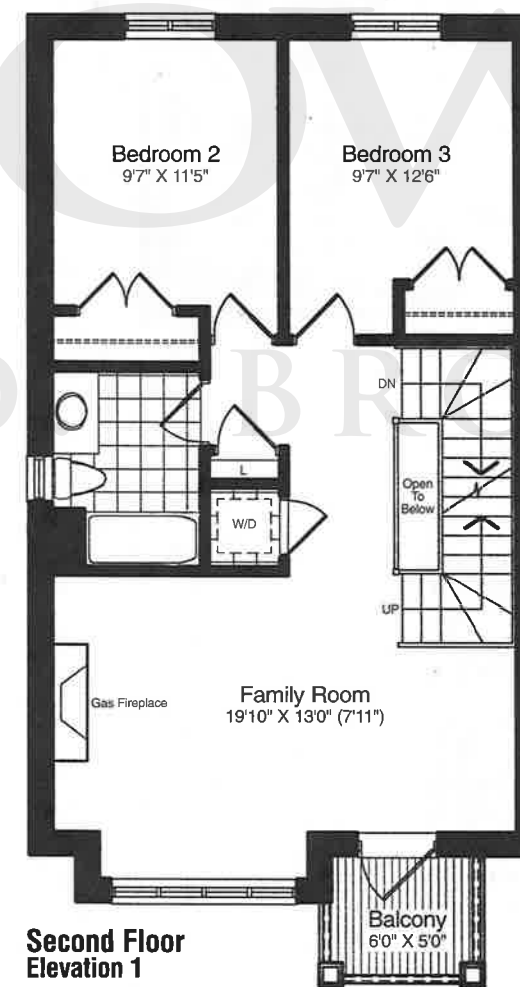 Bedroom 2
9'7" X 11'5"
Bedroom 3
9'7" X 12'6"
DN
BRO
L
W/D
Open
To
Below
UP
Gas Fireplace
Family Room
19'10" X 13'0" (7'11")
Balcony
6'0" X 5'0"
Second Floor
Elevation 1